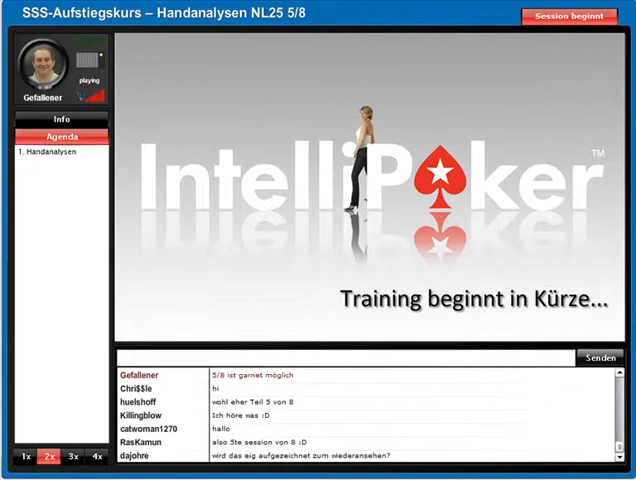 SSS-Aufstiegskurs – Handanalysen NL25 5/8
Session beginnt
playing
Gefallener
Info
Agenda
1. Handanalysen
IntelliPoker™
Training beginnt in Kürze...
Senden
Gefallener 5/8 ist garnet möglich
Chri$$le hi
huelshoff wohl eher Teil 5 von 8
Killingblow Ich höre was :D
catwoman1270 hallo
RasKamun also 5te session von 8 :D
dajohre wird das eig aufgezeichnet zum wiederansehen?
1x 2x 3x 4x